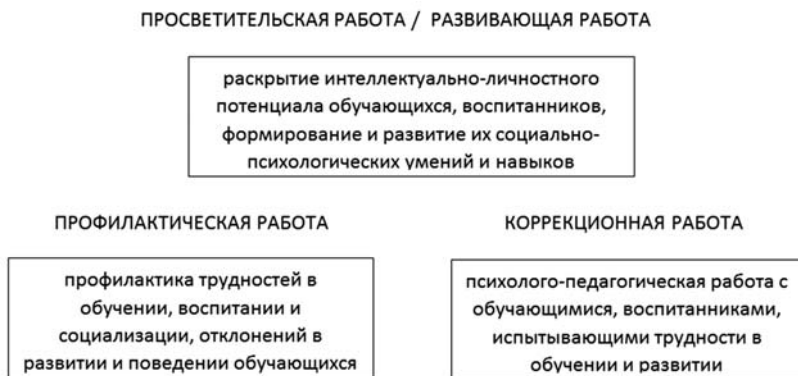 ПРОСВЕТИТЕЛЬСКАЯ РАБОТА / РАЗВИВАЮЩАЯ РАБОТА
раскрытие интеллектуально-личностного
потенциала обучающихся, воспитанников,
формирование и развитие их социально-
психологических умений и навыков
ПРОФИЛАКТИЧЕСКАЯ РАБОТА
профилактика трудностей в
обучении, воспитании и
социализации, отклонений в
развитии и поведении обучающихся
КОРРЕКЦИОННАЯ РАБОТА
психолого-педагогическая работа с
обучающимися, воспитанниками,
испытывающими трудности в
обучении и развитии